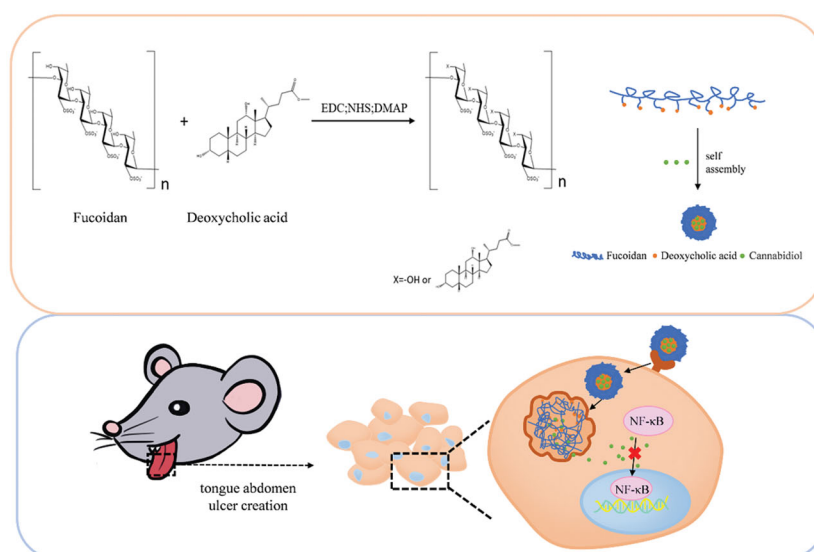 EDC;NHS;DMAP
+
n
n
Fucoidan
Deoxycholic acid
X=-OH or
self
assembly
Fucoidan
Deoxycholic acid
Cannabidiol
tongue abdomen
ulcer creation
NF-κB
NF-κB